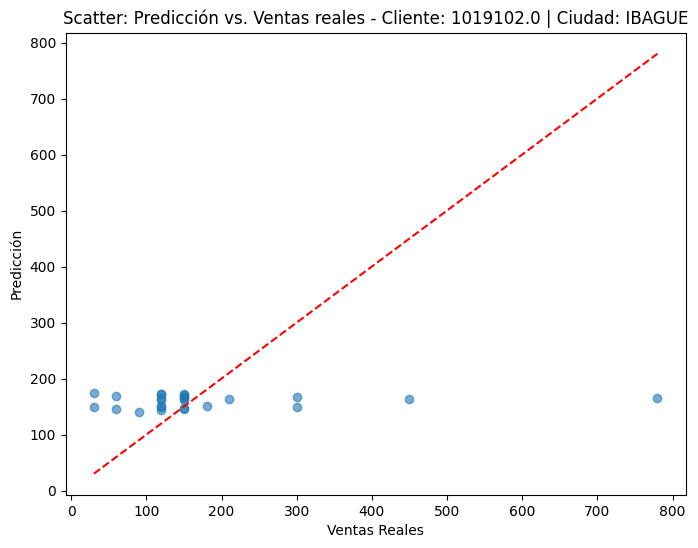 Scatter: Predicción vs. Ventas reales - Cliente: 1019102.0 | Ciudad: IBAGUE
800
700
600
500
400
300
200
100
0
Predicción
0 100 200 300 400 500 600 700 800
Ventas Reales